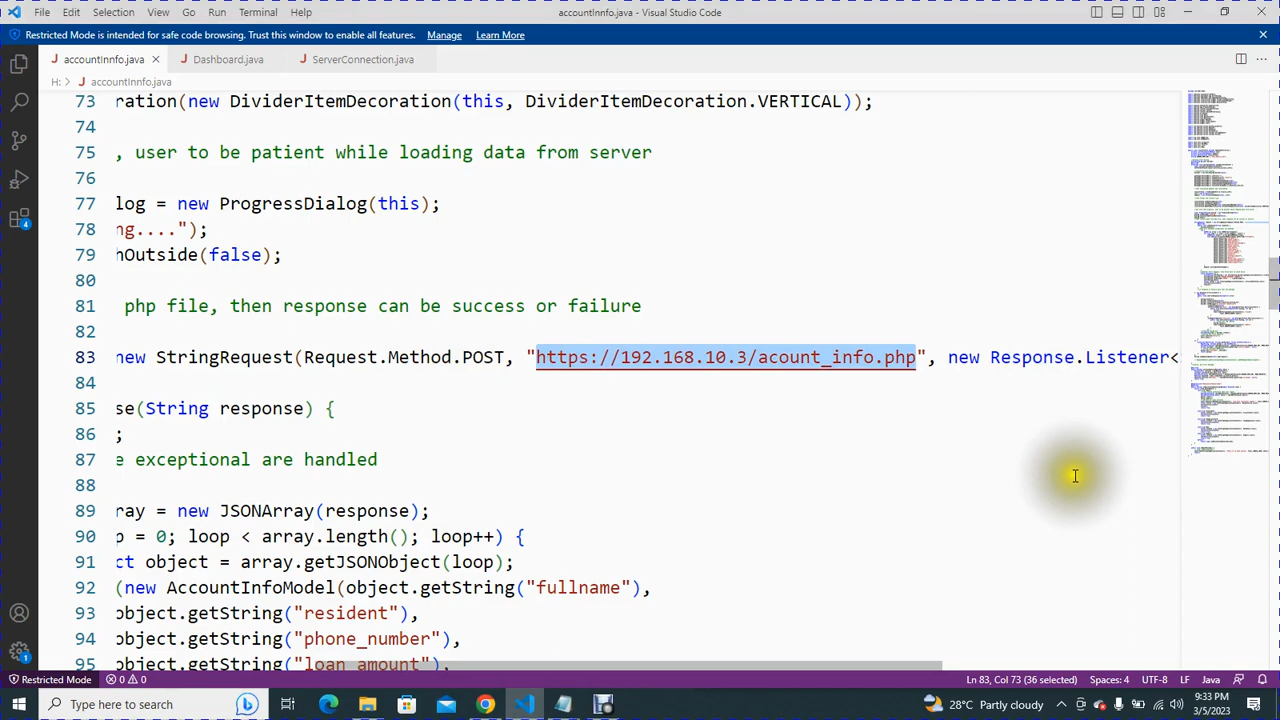 File Edit Selection View Go Run Terminal Help accountInnfo.java - Visual Studio Code
Restricted Mode is intended for safe code browsing. Trust this window to enable all features. Manage Learn More
accountInnfo.java Dashboard.java ServerConnection.java
H: > accountInnfo.java
73 ration(new DividerItemDecoration(this, DividerItemDecoration.VERTICAL));
74
75 , user to be patient while loading data from server
76
77 log = new ProgressDialog(this);
78 ng....");
79 hOutside(false);
80
81 php file, then response can be success or failure
82
83 new StringRequest(Request.Method.POST, "https://192.168.10.3/acount_info.php", new Response.Listener<
84
85 se(String response) {
86 ;
87 e exceptional are handled
88
89 ray = new JSONArray(response);
90 p = 0; loop < array.length(); loop++) {
91 ct object = array.getJSONObject(loop);
92 (new AccountInfoModel(object.getString("fullname"),
93 object.getString("resident"),
94 object.getString("phone_number"),
95 object.getString("loan_amount"),
Restricted Mode 0 0 Ln 83, Col 73 (36 selected) Spaces: 4 UTF-8 LF Java
Type here to search 28°C Partly cloudy 9:33 PM
3/5/2023